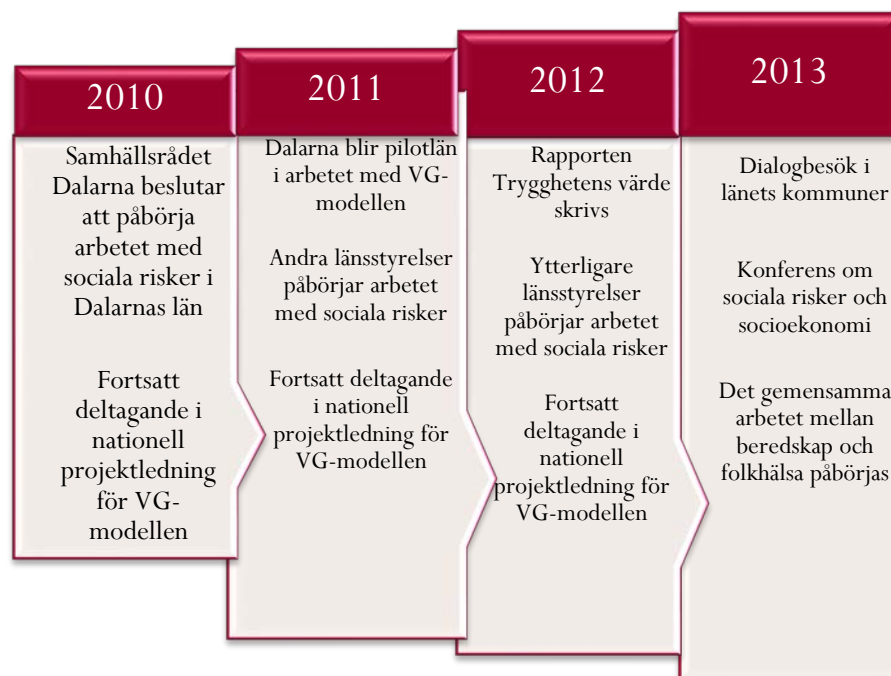 2010
Samhällsrådet
Dalarna beslutar
att påbörja
arbetet med
sociala risker i
Dalarnas län
Fortsatt
deltagande i
nationell
projektledning
för VG-
modellen
2011
Dalarna blir pilotlän
i arbetet med VG-
modellen
Andra länsstyrelser
påbörjar arbetet
med sociala risker
Fortsatt deltagande
i nationell
projektledning för
VG-modellen
2012
Rapporten
Trygghetens värde
skrivs
Ytterligare
länsstyrelser
påbörjar arbetet
med sociala risker
Fortsatt
deltagande i
nationell
projektledning för
VG-modellen
2013
Dialogbesök i
länets kommuner
Konferens om
sociala risker och
socioekonomi
Det gemensamma
arbetet mellan
beredskap och
folkhälsa påbörjas